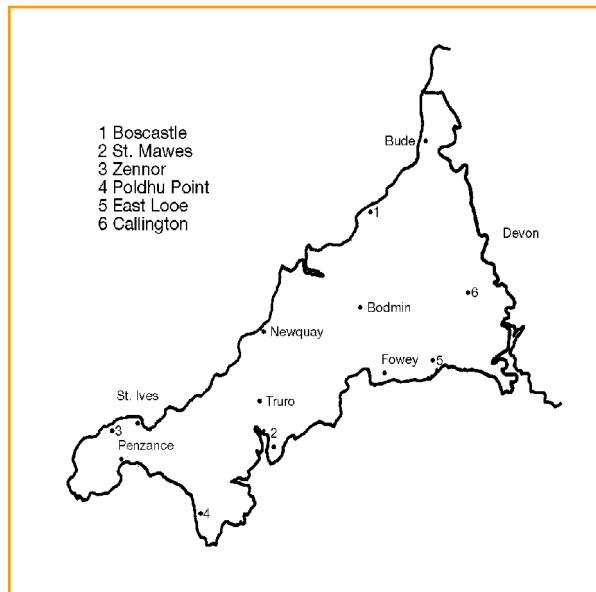 1 Boscastle
2 St. Mawes
3 Zennor
4 Poldhu Point
5 East Looe
6 Callington
Bude
1
Devon
6
Bodmin
Newquay
5
Fowey
St. Ives
Truro
3
2
Penzance
4